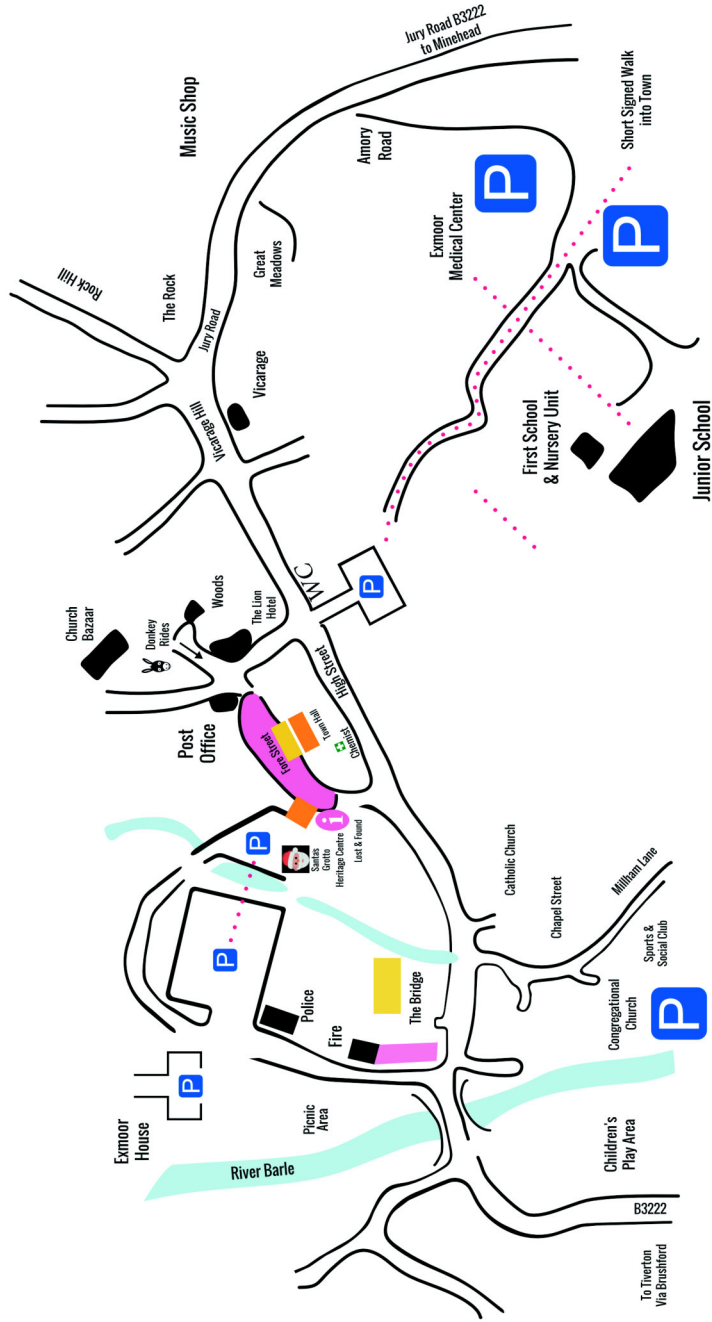 Rock Hill
Church
Bazaar
Donkey
Rides
Woods
The Rock
Music Shop
Exmoor
House
P
Post
Office
The Lion
Hotel
Vicarage Hill
Jury Road
Vicarage
Great
Meadows
Jury Road B3222
to Minehead
River Barle
Picnic
Area
Police
Fire
The Bridge
P
P
Santas
Grotto
Heritage Centre
Lost & Found
i
Fore Street
Town Hall
Chemist
High Street
WC
P
Amory
Road
Exmoor
Medical Center
P
Short Signed Walk
into Town
P
First School
& Nursery Unit
Junior School
Catholic Church
Chapel Street
Millham Lane
Sports &
Social Club
Congregational
Church
P
Children's
Play Area
B3222
To Tiverton
Via Brushford